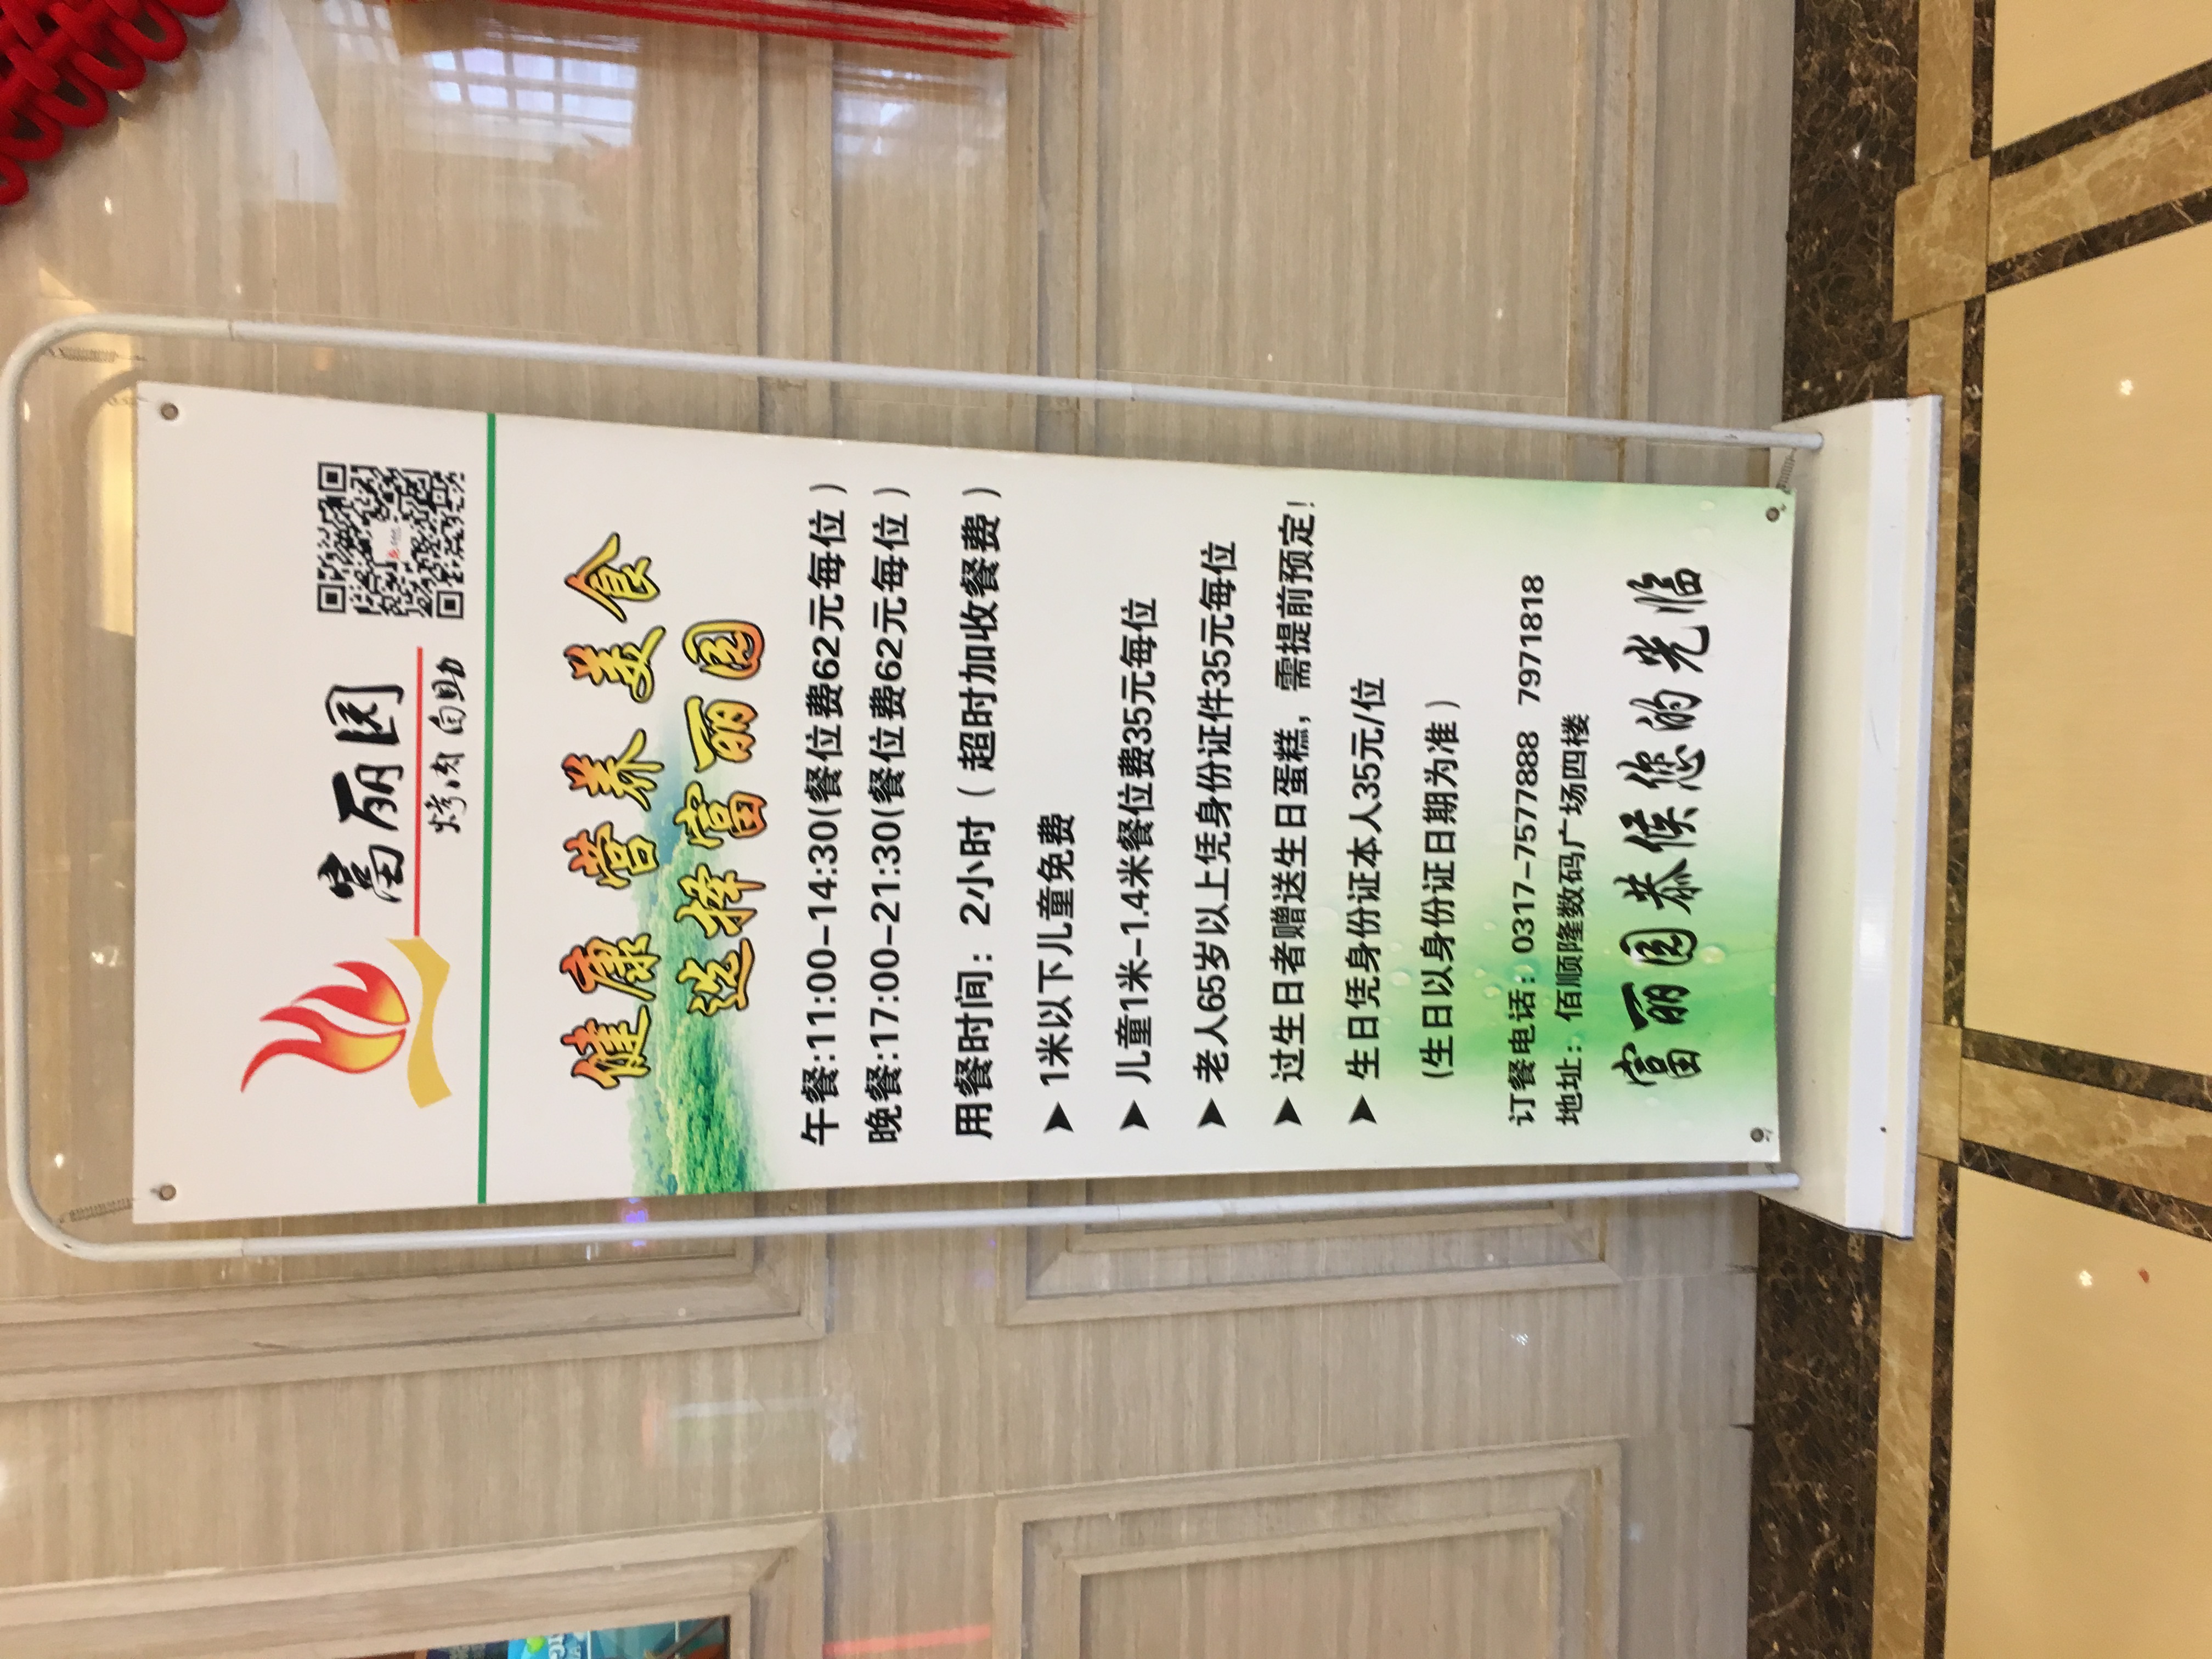 富丽园
烤肉 自助
健康 营养 美食
选择富丽园
午餐:11:00-14:30(餐位费62元每位)
晚餐:17:00-21:30(餐位费62元每位)
用餐时间：2小时（超时加收餐费）
➤ 1米以下儿童免费
➤ 儿童1米-1.4米餐位费35元每位
➤ 老人65岁以上凭身份证件35元每位
➤ 过生日者赠送生日蛋糕，需提前预定！
➤ 生日凭身份证本人35元/位
(生日以身份证日期为准)
订餐电话：0317-7577888 7971818
地址：佰顺隆数码广场四楼
富丽园恭候您的光临